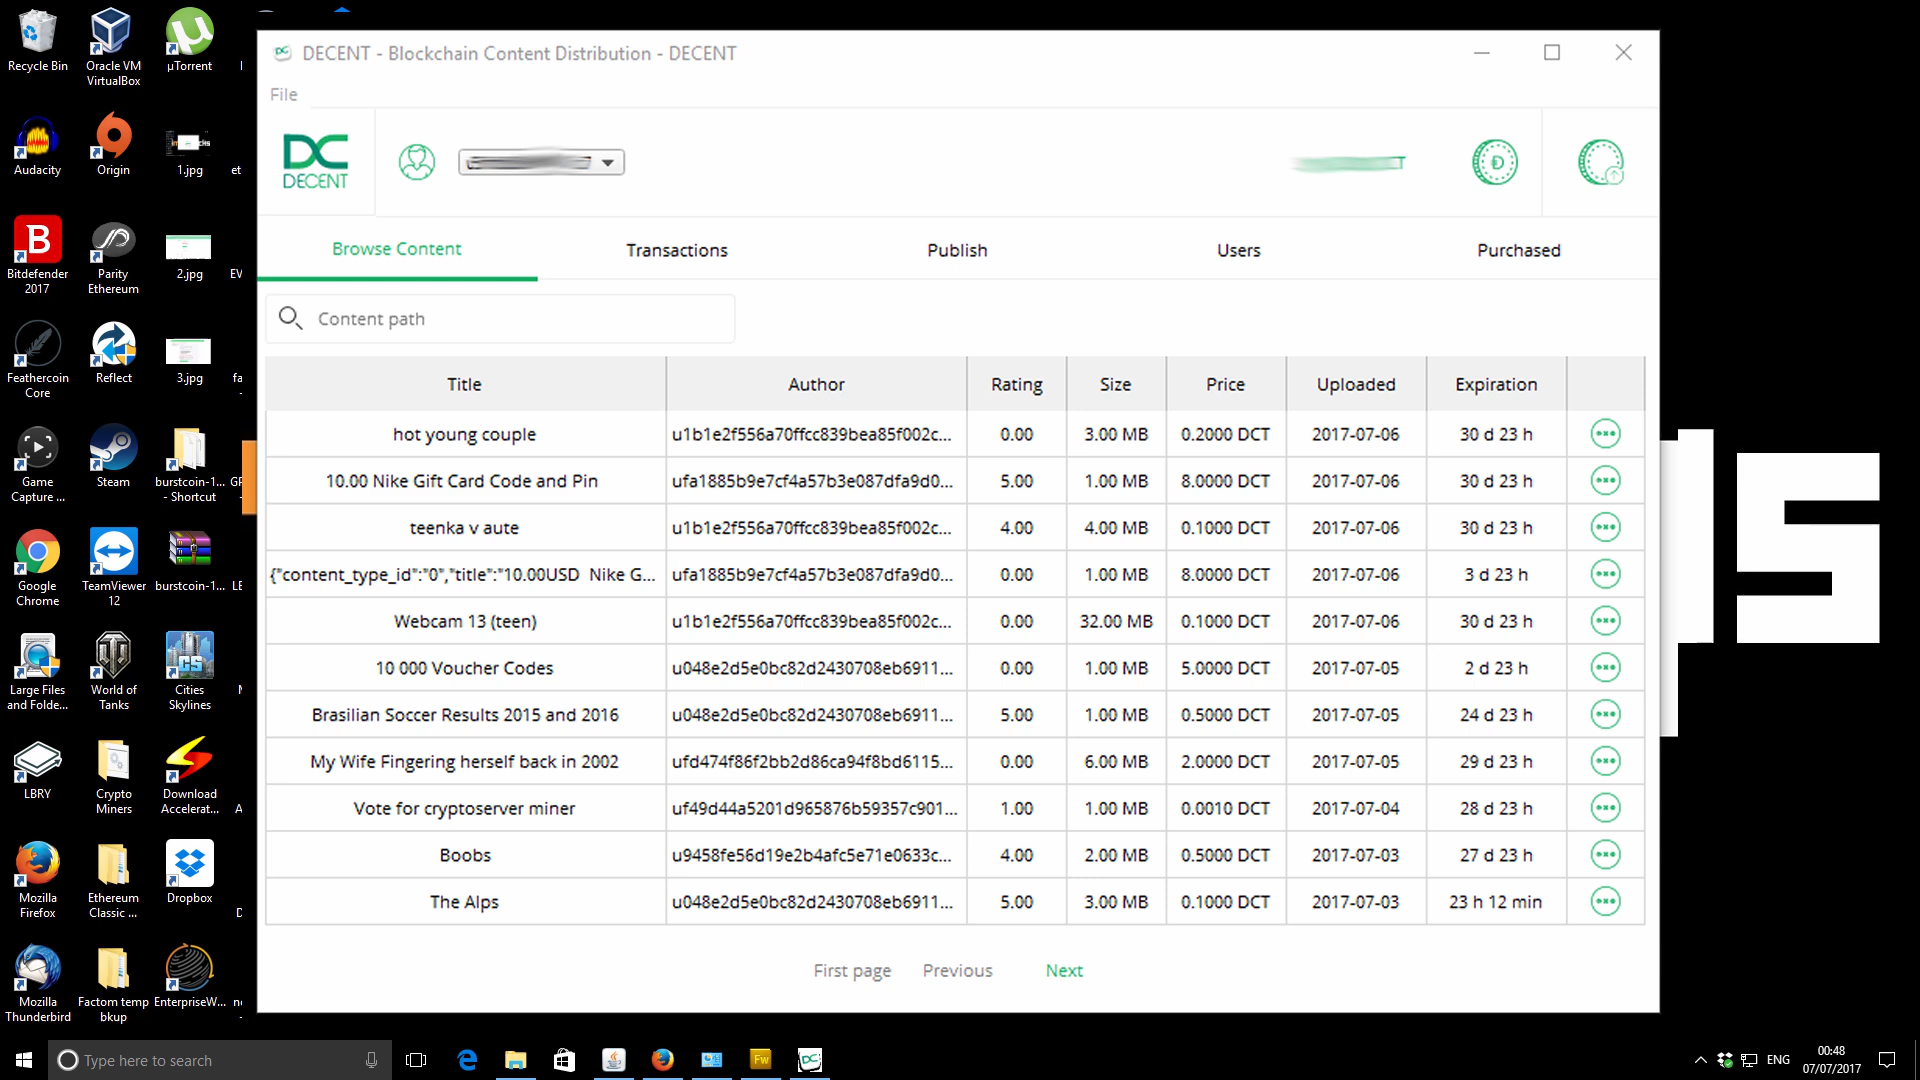 Recycle Bin
Oracle VM
VirtualBox
µTorrent
Audacity
Origin
1.jpg
et
Bitdefender
2017
Parity
Ethereum
2.jpg
EV
Feathercoin
Core
Reflect
3.jpg
fa
Game
Capture ...
Steam
burstcoin-1...
- Shortcut
Google
Chrome
TeamViewer
12
burstcoin-1...
LE
Large Files
and Folde...
World of
Tanks
Cities
Skylines
LBRY
Crypto
Miners
Download
Accelerat...
Mozilla
Firefox
Ethereum
Classic ...
Dropbox
Mozilla
Thunderbird
Factom temp
bkup
EnterpriseW...
DECENT - Blockchain Content Distribution - DECENT
File
DC
DECENT
Browse Content Transactions Publish Users Purchased
Content path
Title Author Rating Size Price Uploaded Expiration
hot young couple u1b1e2f556a70ffcc839bea85f002c... 0.00 3.00 MB 0.2000 DCT 2017-07-06 30 d 23 h
10.00 Nike Gift Card Code and Pin ufa1885b9e7cf4a57b3e087dfa9d0... 5.00 1.00 MB 8.0000 DCT 2017-07-06 30 d 23 h
teenka v aute u1b1e2f556a70ffcc839bea85f002c... 4.00 4.00 MB 0.1000 DCT 2017-07-06 30 d 23 h
{"content_type_id":"0","title":"10.00USD Nike G... ufa1885b9e7cf4a57b3e087dfa9d0... 0.00 1.00 MB 8.0000 DCT 2017-07-06 3 d 23 h
Webcam 13 (teen) u1b1e2f556a70ffcc839bea85f002c... 0.00 32.00 MB 0.1000 DCT 2017-07-06 30 d 23 h
10 000 Voucher Codes u048e2d5e0bc82d2430708eb6911... 0.00 1.00 MB 5.0000 DCT 2017-07-05 2 d 23 h
Brasilian Soccer Results 2015 and 2016 u048e2d5e0bc82d2430708eb6911... 5.00 1.00 MB 0.5000 DCT 2017-07-05 24 d 23 h
My Wife Fingering herself back in 2002 ufd474f86f2bb2d86ca94f8bd6115... 0.00 6.00 MB 2.0000 DCT 2017-07-05 29 d 23 h
Vote for cryptoserver miner uf49d44a5201d965876b59357c901... 1.00 1.00 MB 0.0010 DCT 2017-07-04 28 d 23 h
Boobs u9458fe56d19e2b4afc5e71e0633c... 4.00 2.00 MB 0.5000 DCT 2017-07-03 27 d 23 h
The Alps u048e2d5e0bc82d2430708eb6911... 5.00 3.00 MB 0.1000 DCT 2017-07-03 23 h 12 min
First page Previous Next
Type here to search
Fw
DC
ENG
00:48
07/07/2017